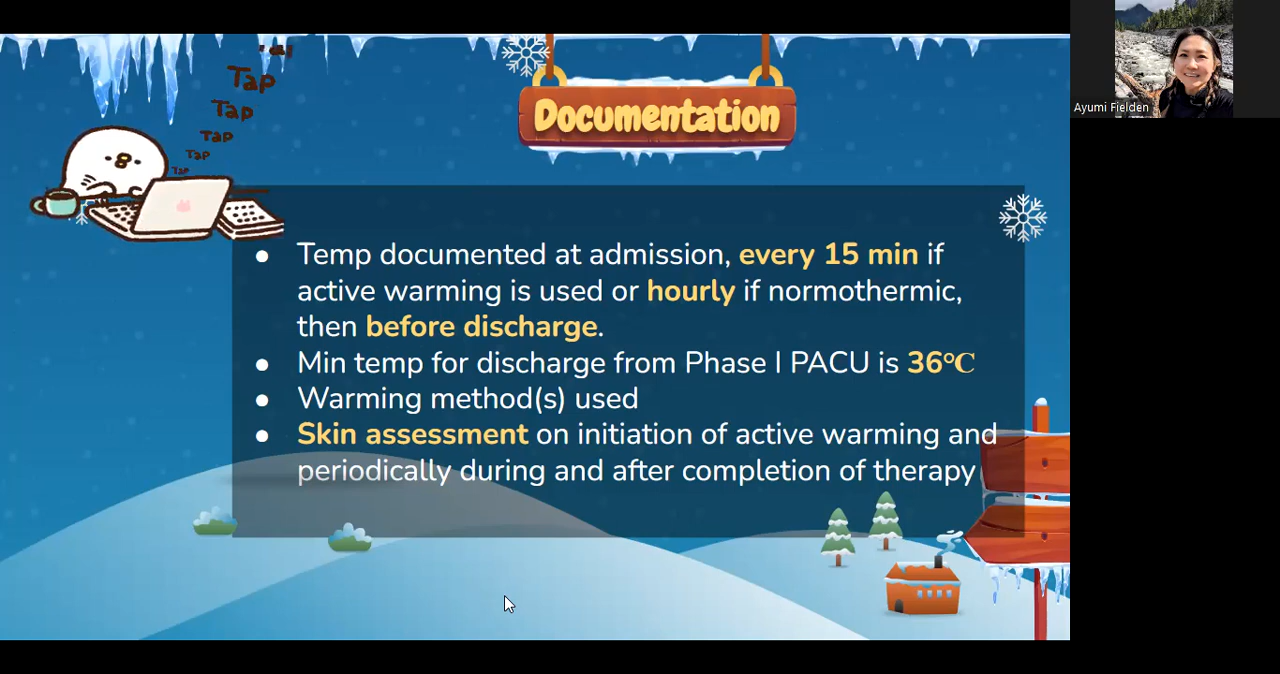 Tap
Tap
Tap
Tap
Tap
Documentation
Ayumi Fielden
● Temp documented at admission, every 15 min if
active warming is used or hourly if normothermic,
then before discharge.
● Min temp for discharge from Phase I PACU is 36°C
● Warming method(s) used
● Skin assessment on initiation of active warming and
periodically during and after completion of therapy